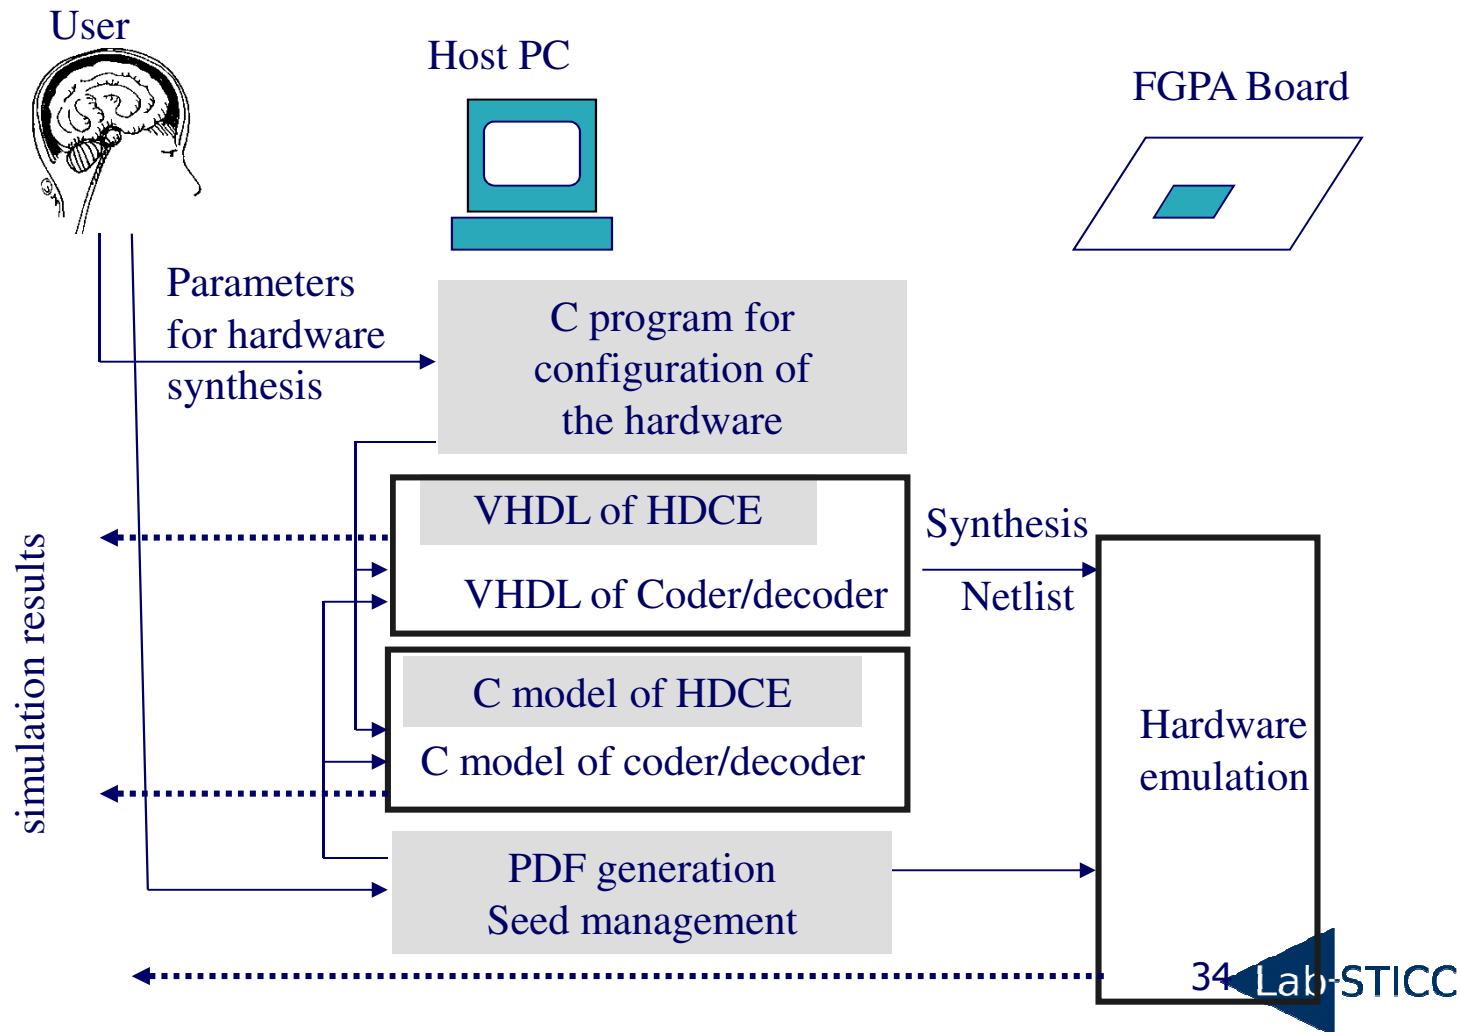 User
Host PC
FGPA Board
Parameters
for hardware
synthesis
C program for
configuration of
the hardware
VHDL of HDCE
VHDL of Coder/decoder
Synthesis
Netlist
simulation results
C model of HDCE
C model of coder/decoder
Hardware
emulation
PDF generation
Seed management
34
Lab-STICC